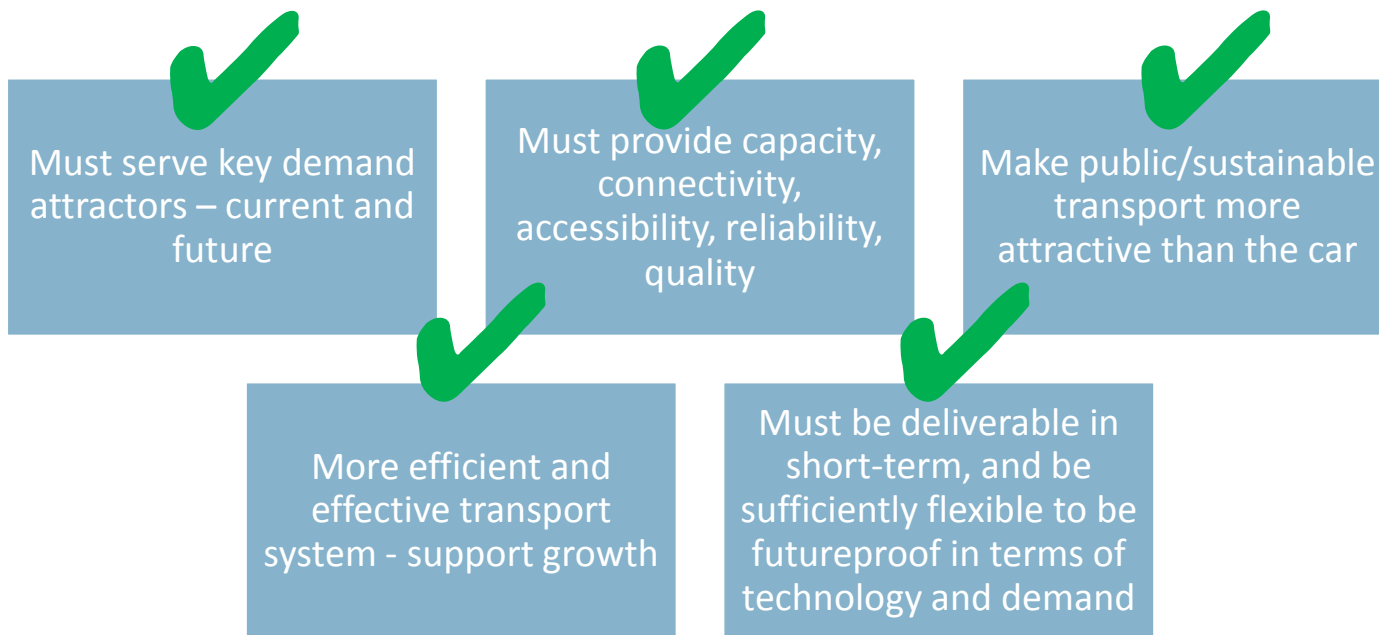 Must serve key demand
attractors – current and
future
Must provide capacity,
connectivity,
accessibility, reliability,
quality
Make public/sustainable
transport more
attractive than the car
More efficient and
effective transport
system - support growth
Must be deliverable in
short-term, and be
sufficiently flexible to be
futureproof in terms of
technology and demand